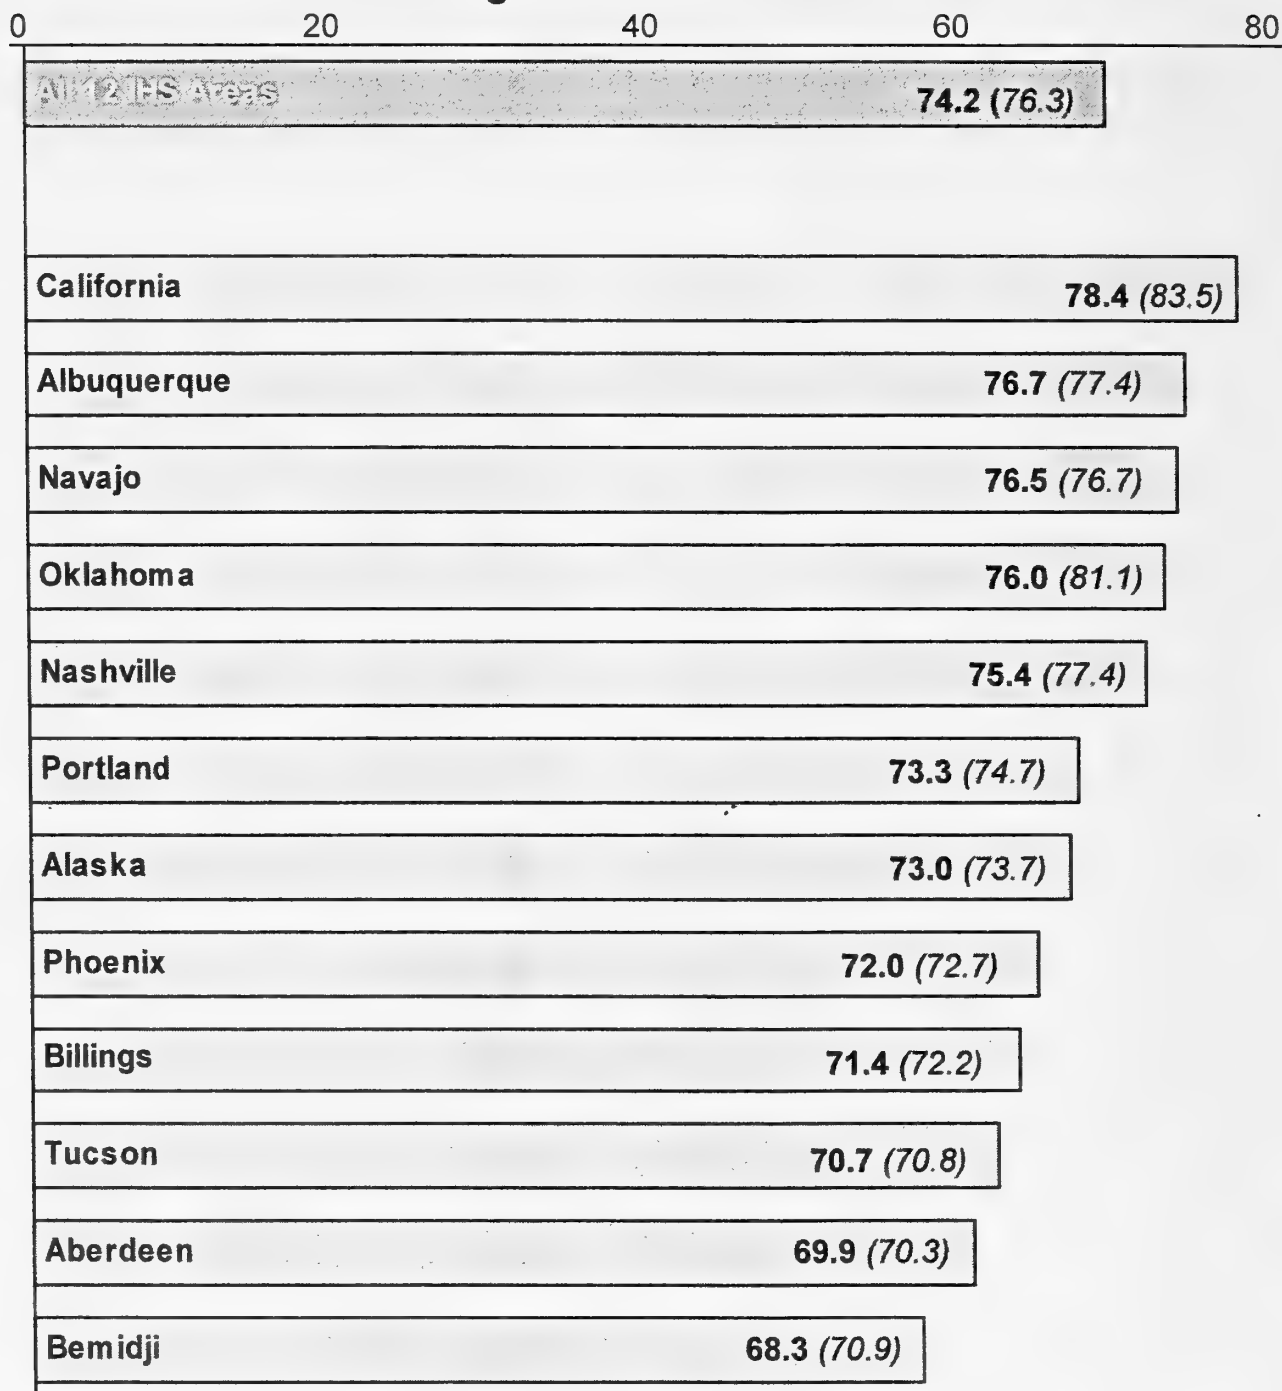 0 20 40 60 80
All 12 IHS Areas 74.2 (76.3)
California 78.4 (83.5)
Albuquerque 76.7 (77.4)
Navajo 76.5 (76.7)
Oklahoma 76.0 (81.1)
Nashville 75.4 (77.4)
Portland 73.3 (74.7)
Alaska 73.0 (73.7)
Phoenix 72.0 (72.7)
Billings 71.4 (72.2)
Tucson 70.7 (70.8)
Aberdeen 69.9 (70.3)
Bemidji 68.3 (70.9)